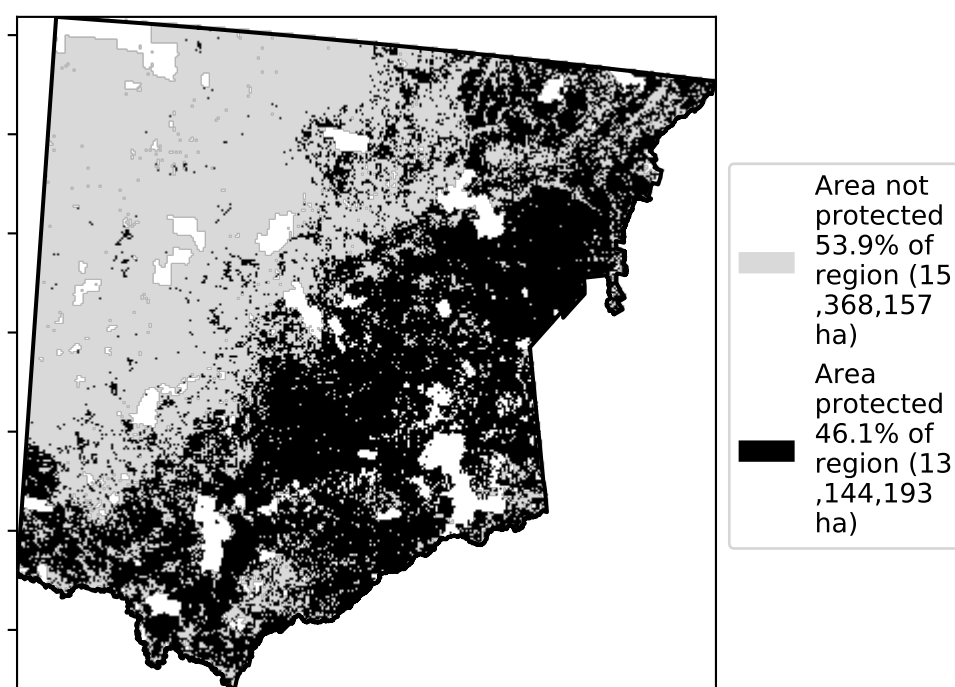 Area not
protected
53.9% of
region (15
,368,157
ha)
Area
protected
46.1% of
region (13
,144,193
ha)